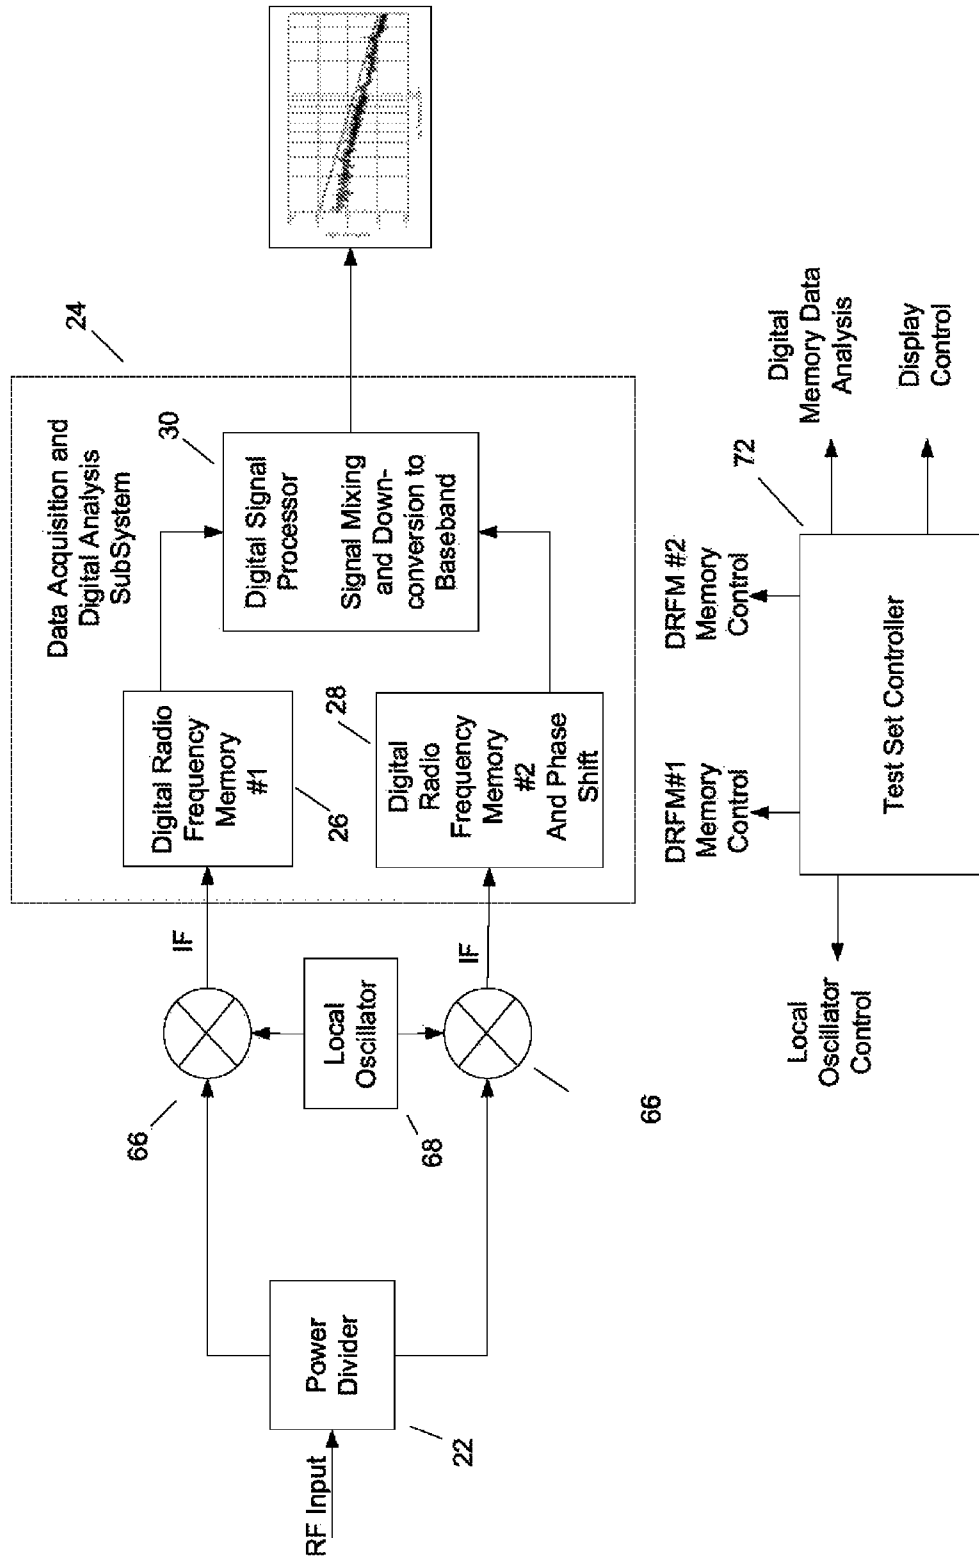 RF Input
Power
Divider
22
66
Local
Oscillator
68
66
IF
IF
Data Acquisition and
Digital Analysis
SubSystem
24
Digital Radio
Frequency
Memory
#1
26
Digital
Radio
Frequency
Memory
#2
And Phase
Shift
28
Digital Signal
Processor
Signal Mixing
and Down-
conversion to
Baseband
30
Local
Oscillator
Control
DRFM#1
Memory
Control
DRFM #2
Memory
Control
72
Test Set Controller
Digital
Memory Data
Analysis
Display
Control